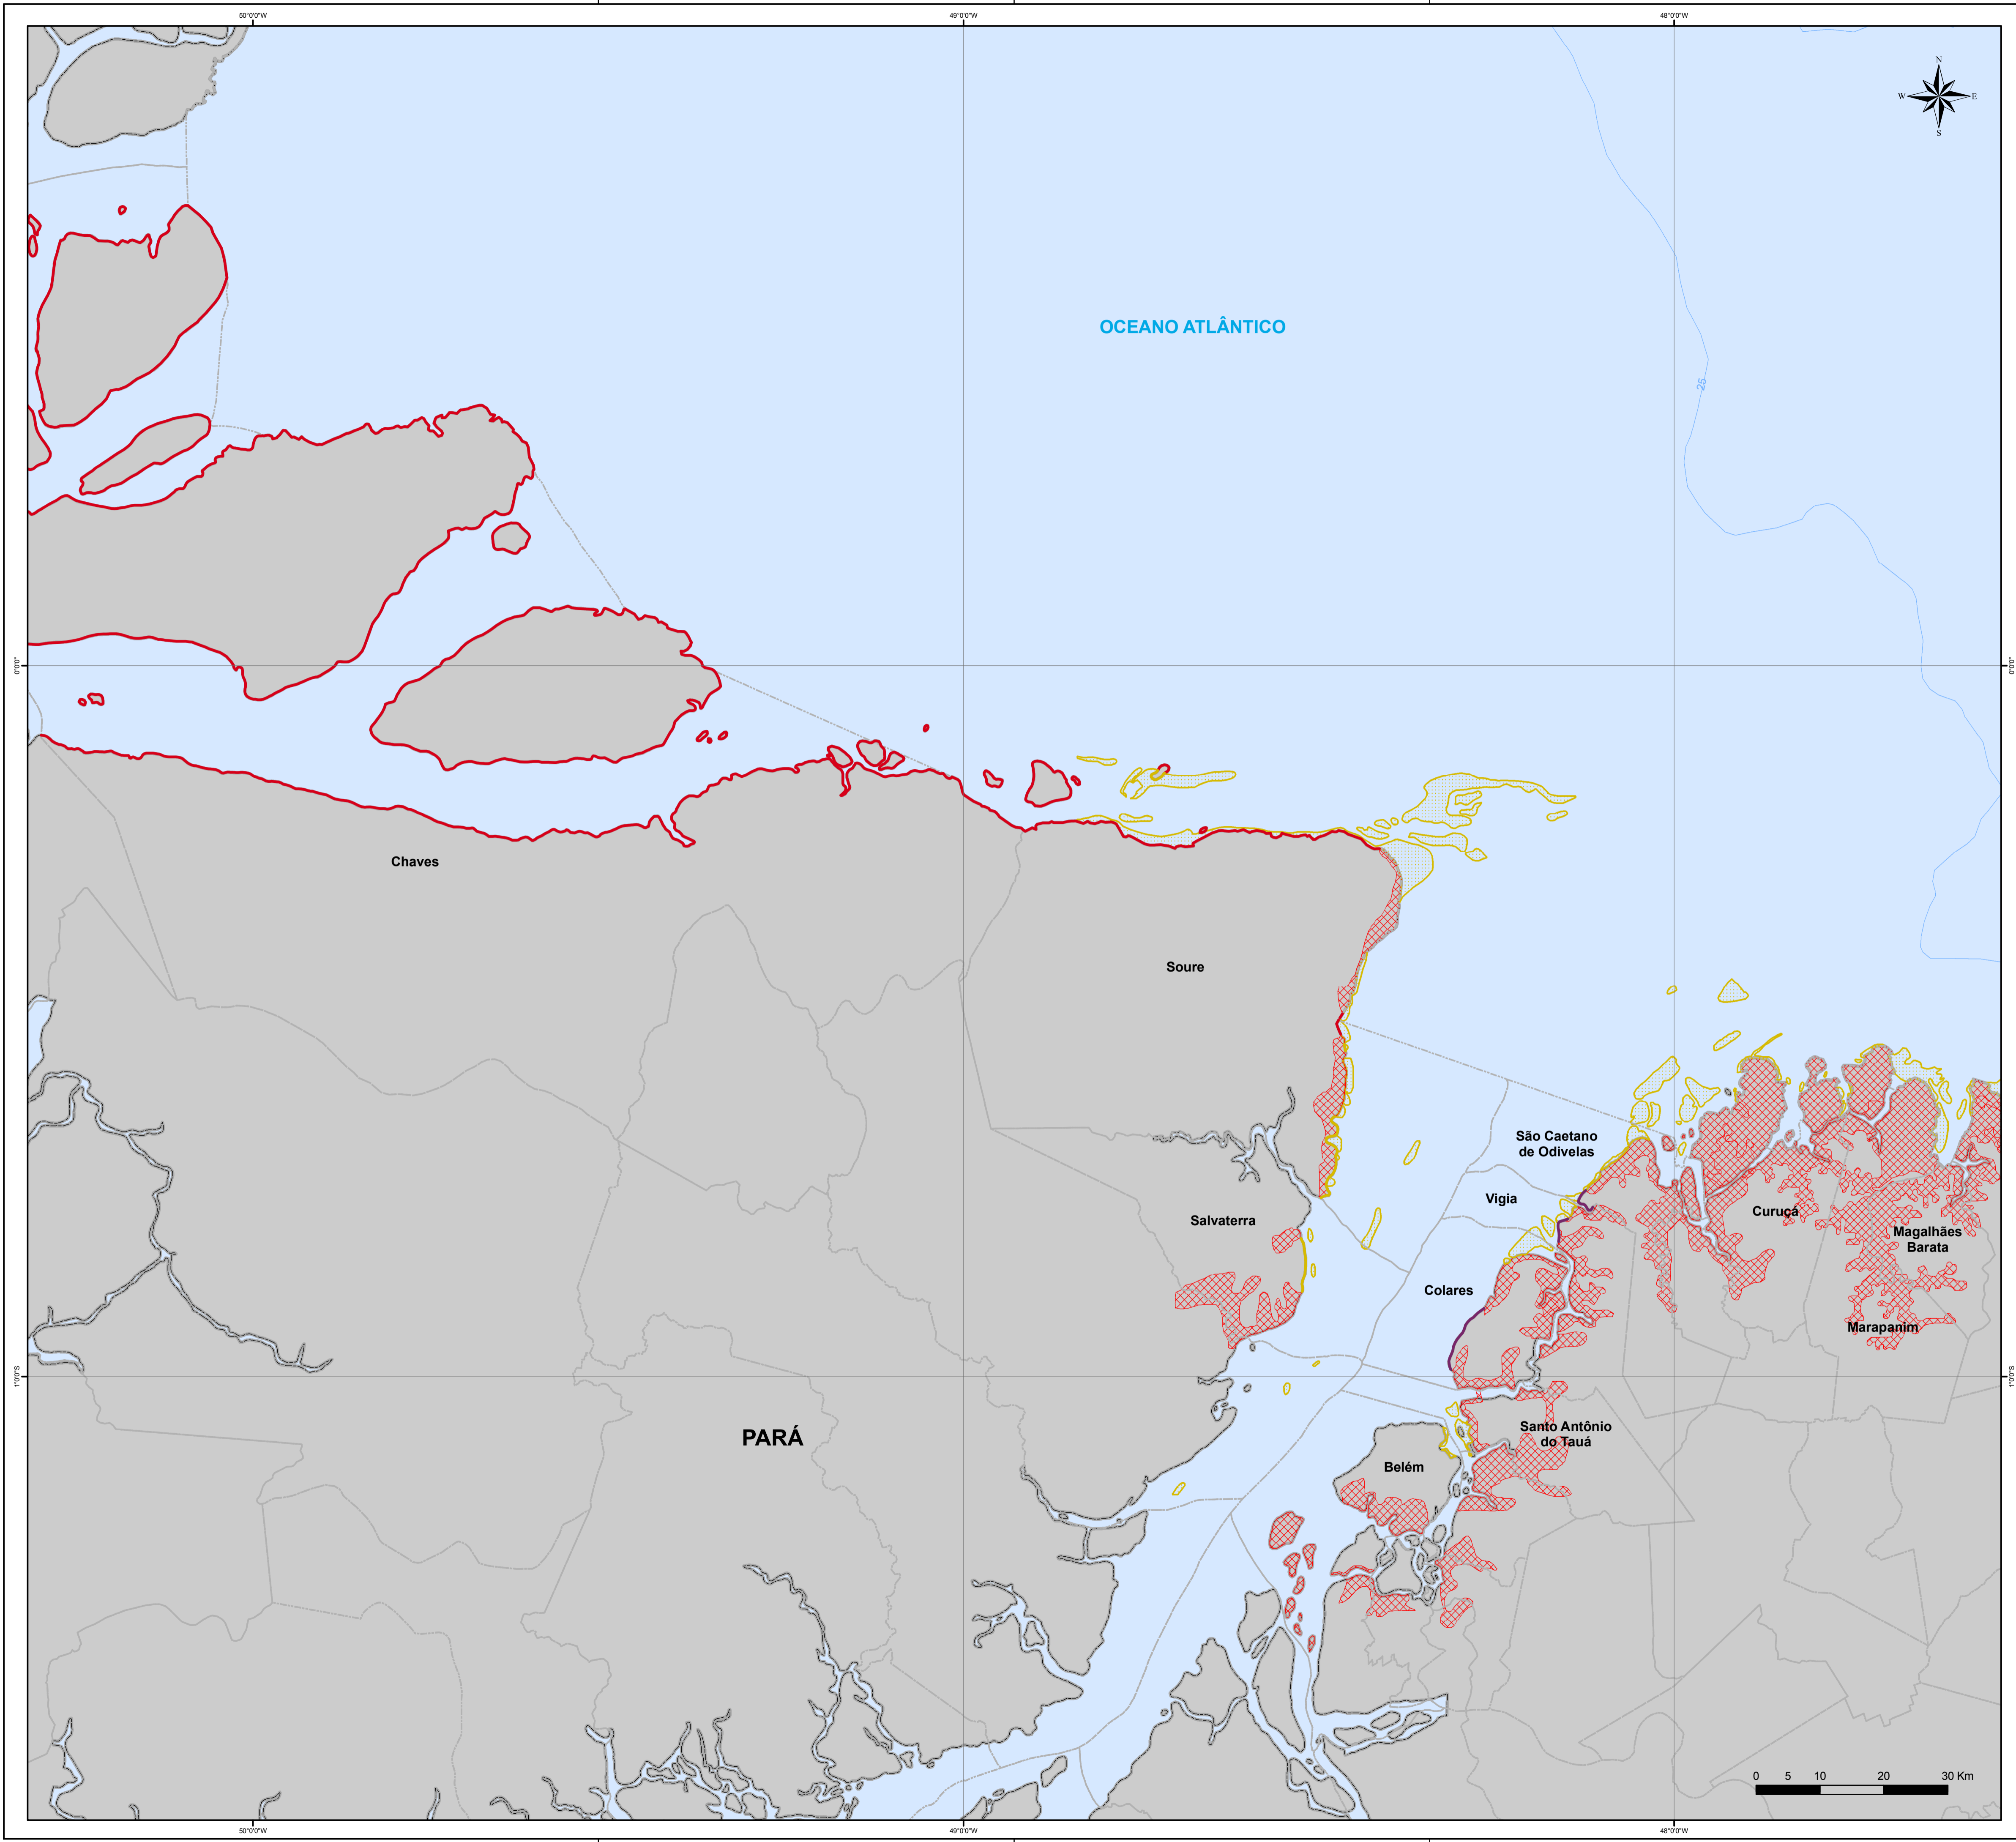 50°0'0"W
49°0'0"W
48°0'0"W
N
W
E
S
OCEANO ATLÂNTICO
25
0°0'0"
0°0'0"
Chaves
Soure
São Caetano
de Odivelas
Vigia
Salvaterra
Curuçá
Magalhães
Barata
Colares
Marapanim
1°0'0"S
1°0'0"S
PARÁ
Santo Antônio
do Tauá
Belém
0 5 10 20 30 Km
50°0'0"W
49°0'0"W
48°0'0"W